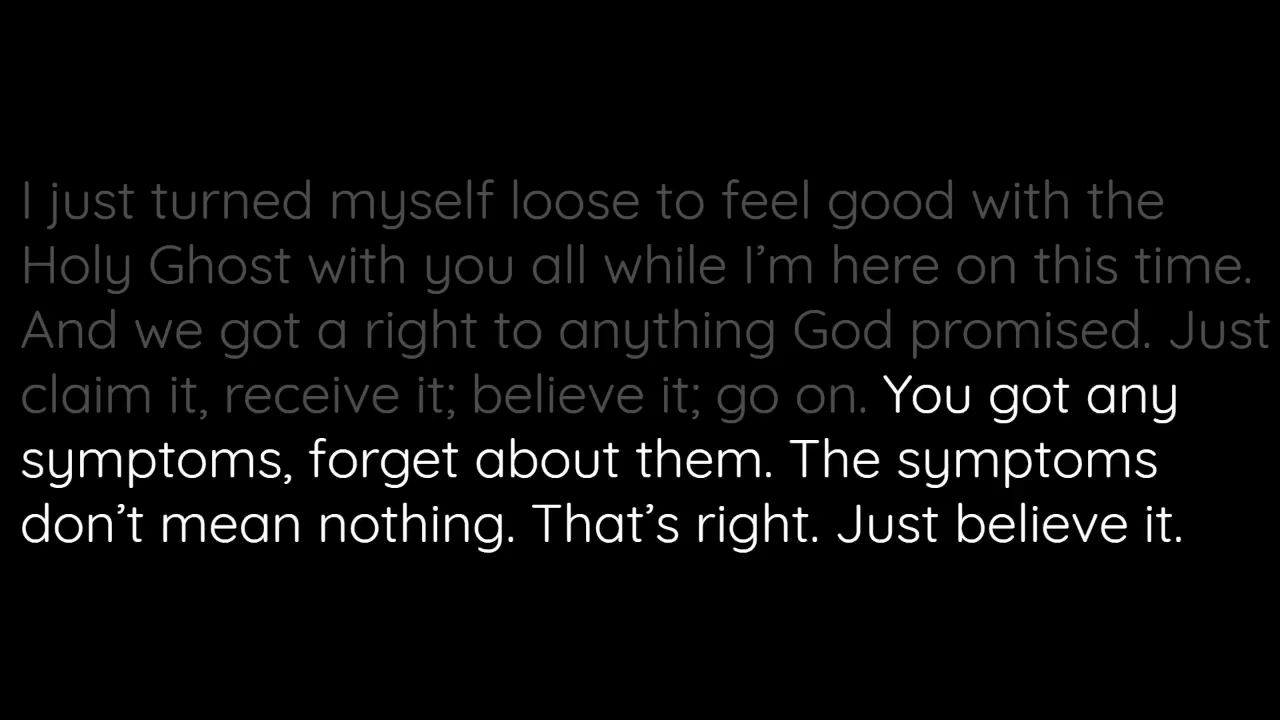 I just turned myself loose to feel good with the
Holy Ghost with you all while I’m here on this time.
And we got a right to anything God promised. Just
claim it, receive it; believe it; go on. You got any
symptoms, forget about them. The symptoms
don’t mean nothing. That’s right. Just believe it.